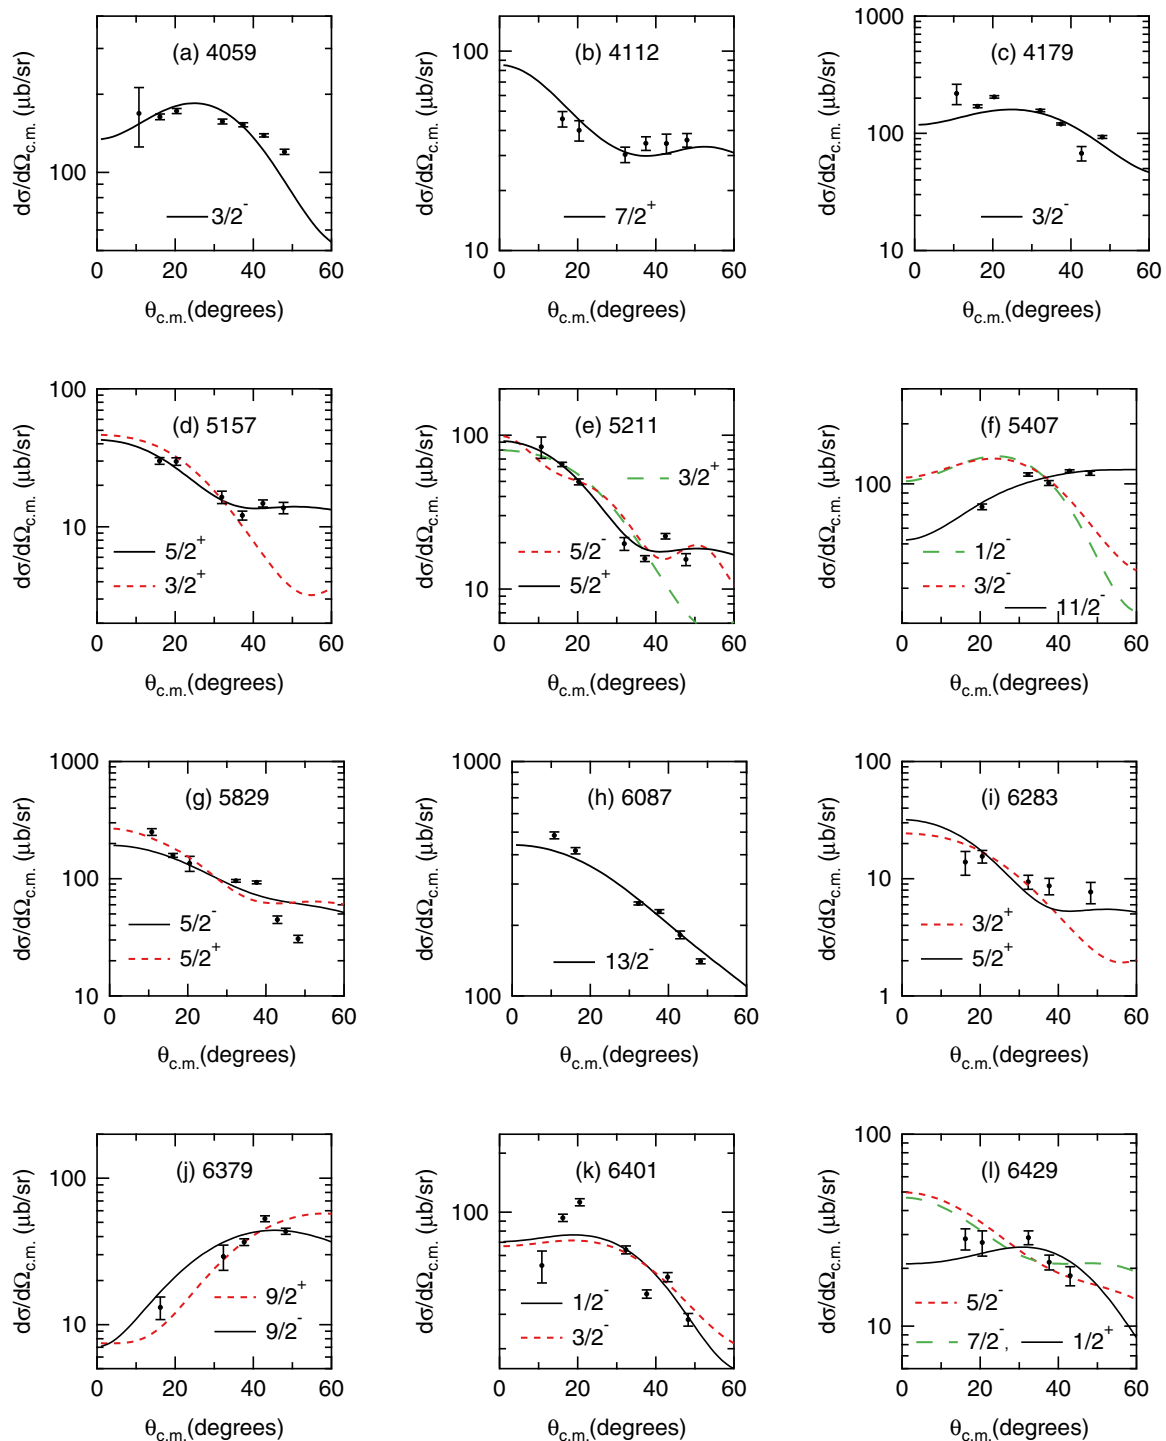 (a) 4059
dσ/dΩc.m. (μb/sr)
100
3/2-
0 20 40 60
θc.m.(degrees)
(b) 4112
dσ/dΩc.m. (μb/sr)
100
10
7/2+
0 20 40 60
θc.m.(degrees)
(c) 4179
dσ/dΩc.m. (μb/sr)
1000
100
10
3/2-
0 20 40 60
θc.m.(degrees)
(d) 5157
dσ/dΩc.m. (μb/sr)
100
10
5/2+
3/2+
0 20 40 60
θc.m.(degrees)
(e) 5211
dσ/dΩc.m. (μb/sr)
100
10
3/2+
5/2-
5/2+
0 20 40 60
θc.m.(degrees)
(f) 5407
dσ/dΩc.m. (μb/sr)
100
1/2-
3/2-
11/2-
0 20 40 60
θc.m.(degrees)
(g) 5829
dσ/dΩc.m. (μb/sr)
1000
100
10
5/2-
5/2+
0 20 40 60
θc.m.(degrees)
(h) 6087
dσ/dΩc.m. (μb/sr)
1000
100
13/2-
0 20 40 60
θc.m.(degrees)
(i) 6283
dσ/dΩc.m. (μb/sr)
100
10
1
3/2+
5/2+
0 20 40 60
θc.m.(degrees)
(j) 6379
dσ/dΩc.m. (μb/sr)
100
10
9/2+
9/2-
0 20 40 60
θc.m.(degrees)
(k) 6401
dσ/dΩc.m. (μb/sr)
100
1/2-
3/2-
0 20 40 60
θc.m.(degrees)
(l) 6429
dσ/dΩc.m. (μb/sr)
100
10
5/2-
7/2-, 1/2+
0 20 40 60
θc.m.(degrees)